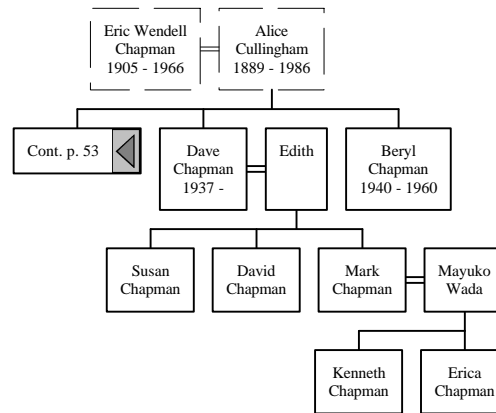 Eric Wendell
Chapman
1905 - 1966
Alice
Cullingham
1889 - 1986
Cont. p. 53
Dave
Chapman
1937 -
Edith
Beryl
Chapman
1940 - 1960
Susan
Chapman
David
Chapman
Mark
Chapman
Mayuko
Wada
Kenneth
Chapman
Erica
Chapman